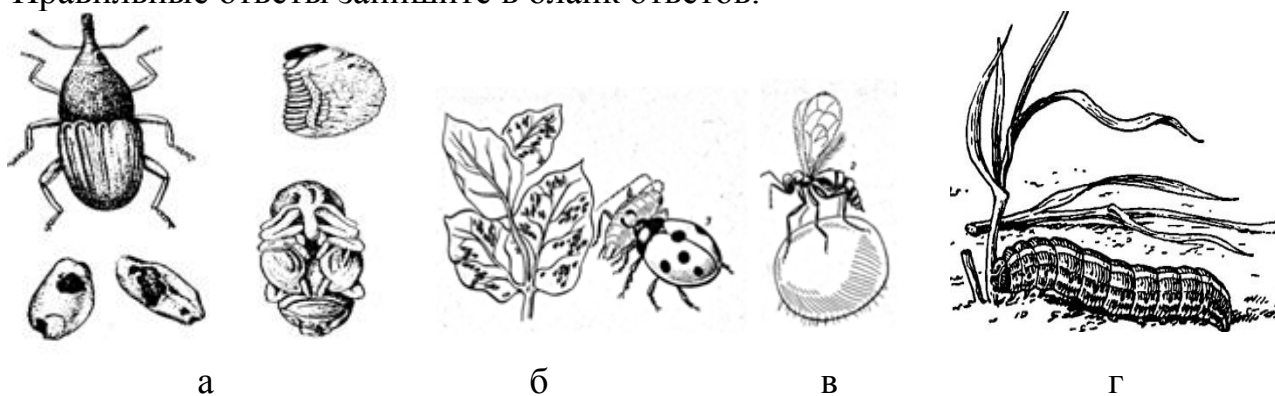 Правильные ответы запишите в бланк ответов.
а б в г